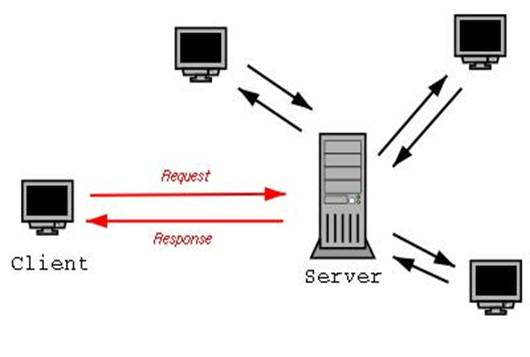 Request
Response
Client
Server